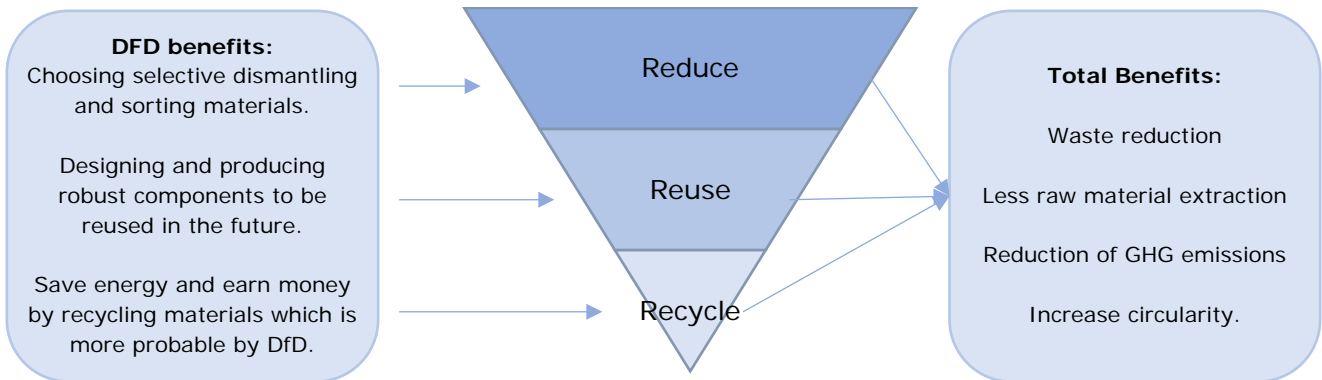 DFD benefits:
Choosing selective dismantling
and sorting materials.
Designing and producing
robust components to be
reused in the future.
Save energy and earn money
by recycling materials which is
more probable by DfD.
Reduce
Reuse
Recycle
Total Benefits:
Waste reduction
Less raw material extraction
Reduction of GHG emissions
Increase circularity.